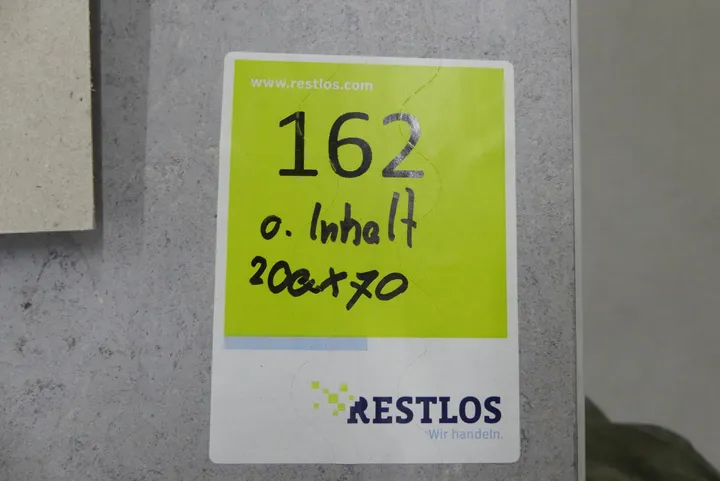 www.restlos.com
162
o. Inhalt
200x70
RESTLOS
Wir handeln.